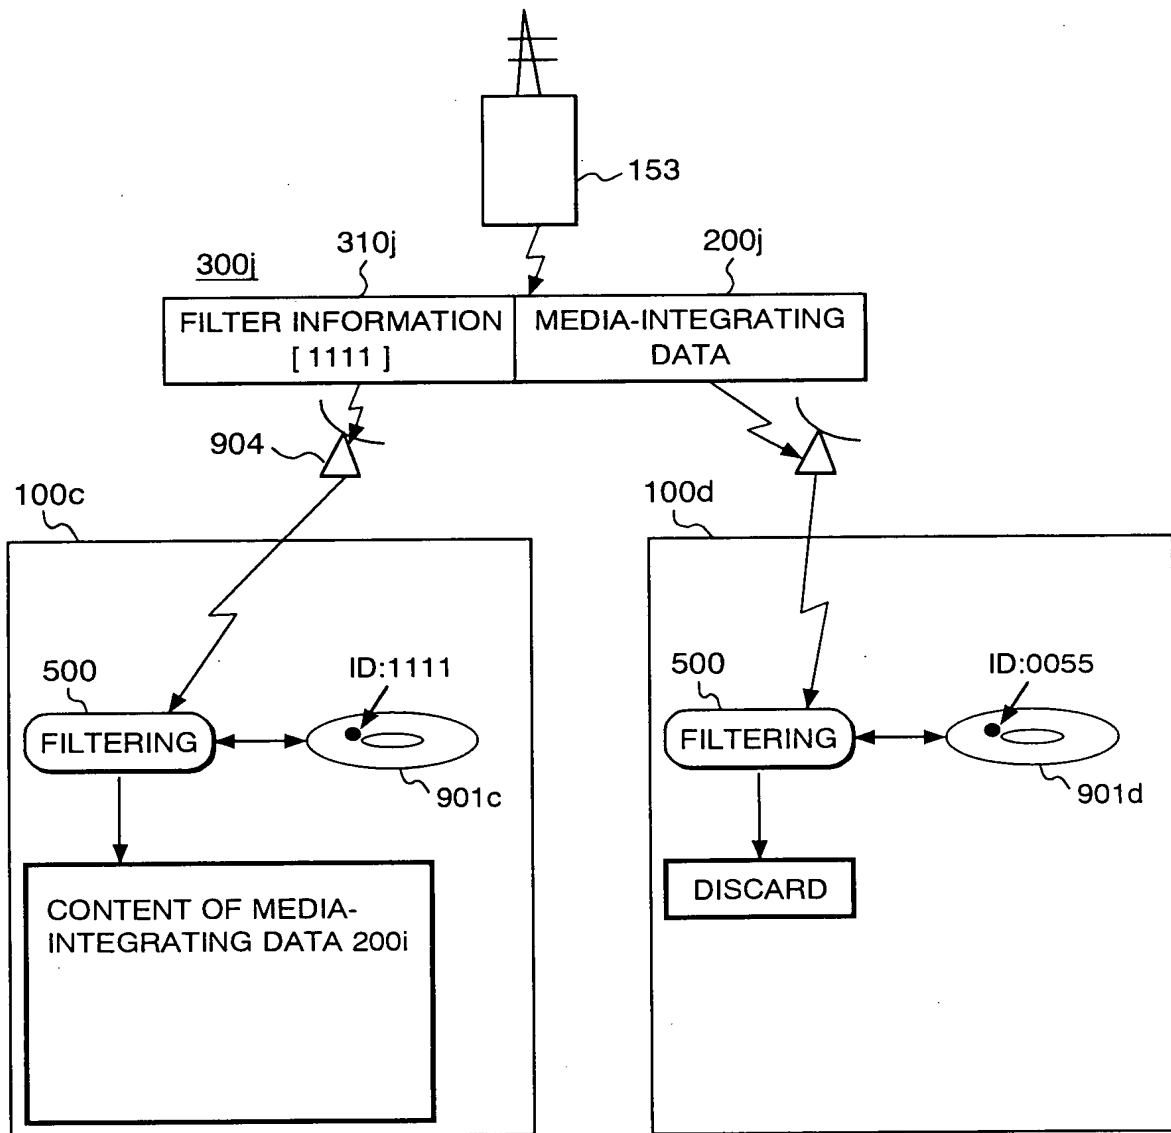 153
310j
200j
300j
FILTER INFORMATION
[ 1111 ]
MEDIA-INTEGRATING
DATA
904
100c
100d
500
ID:1111
FILTERING
901c
CONTENT OF MEDIA-
INTEGRATING DATA 200i
500
ID:0055
FILTERING
901d
DISCARD